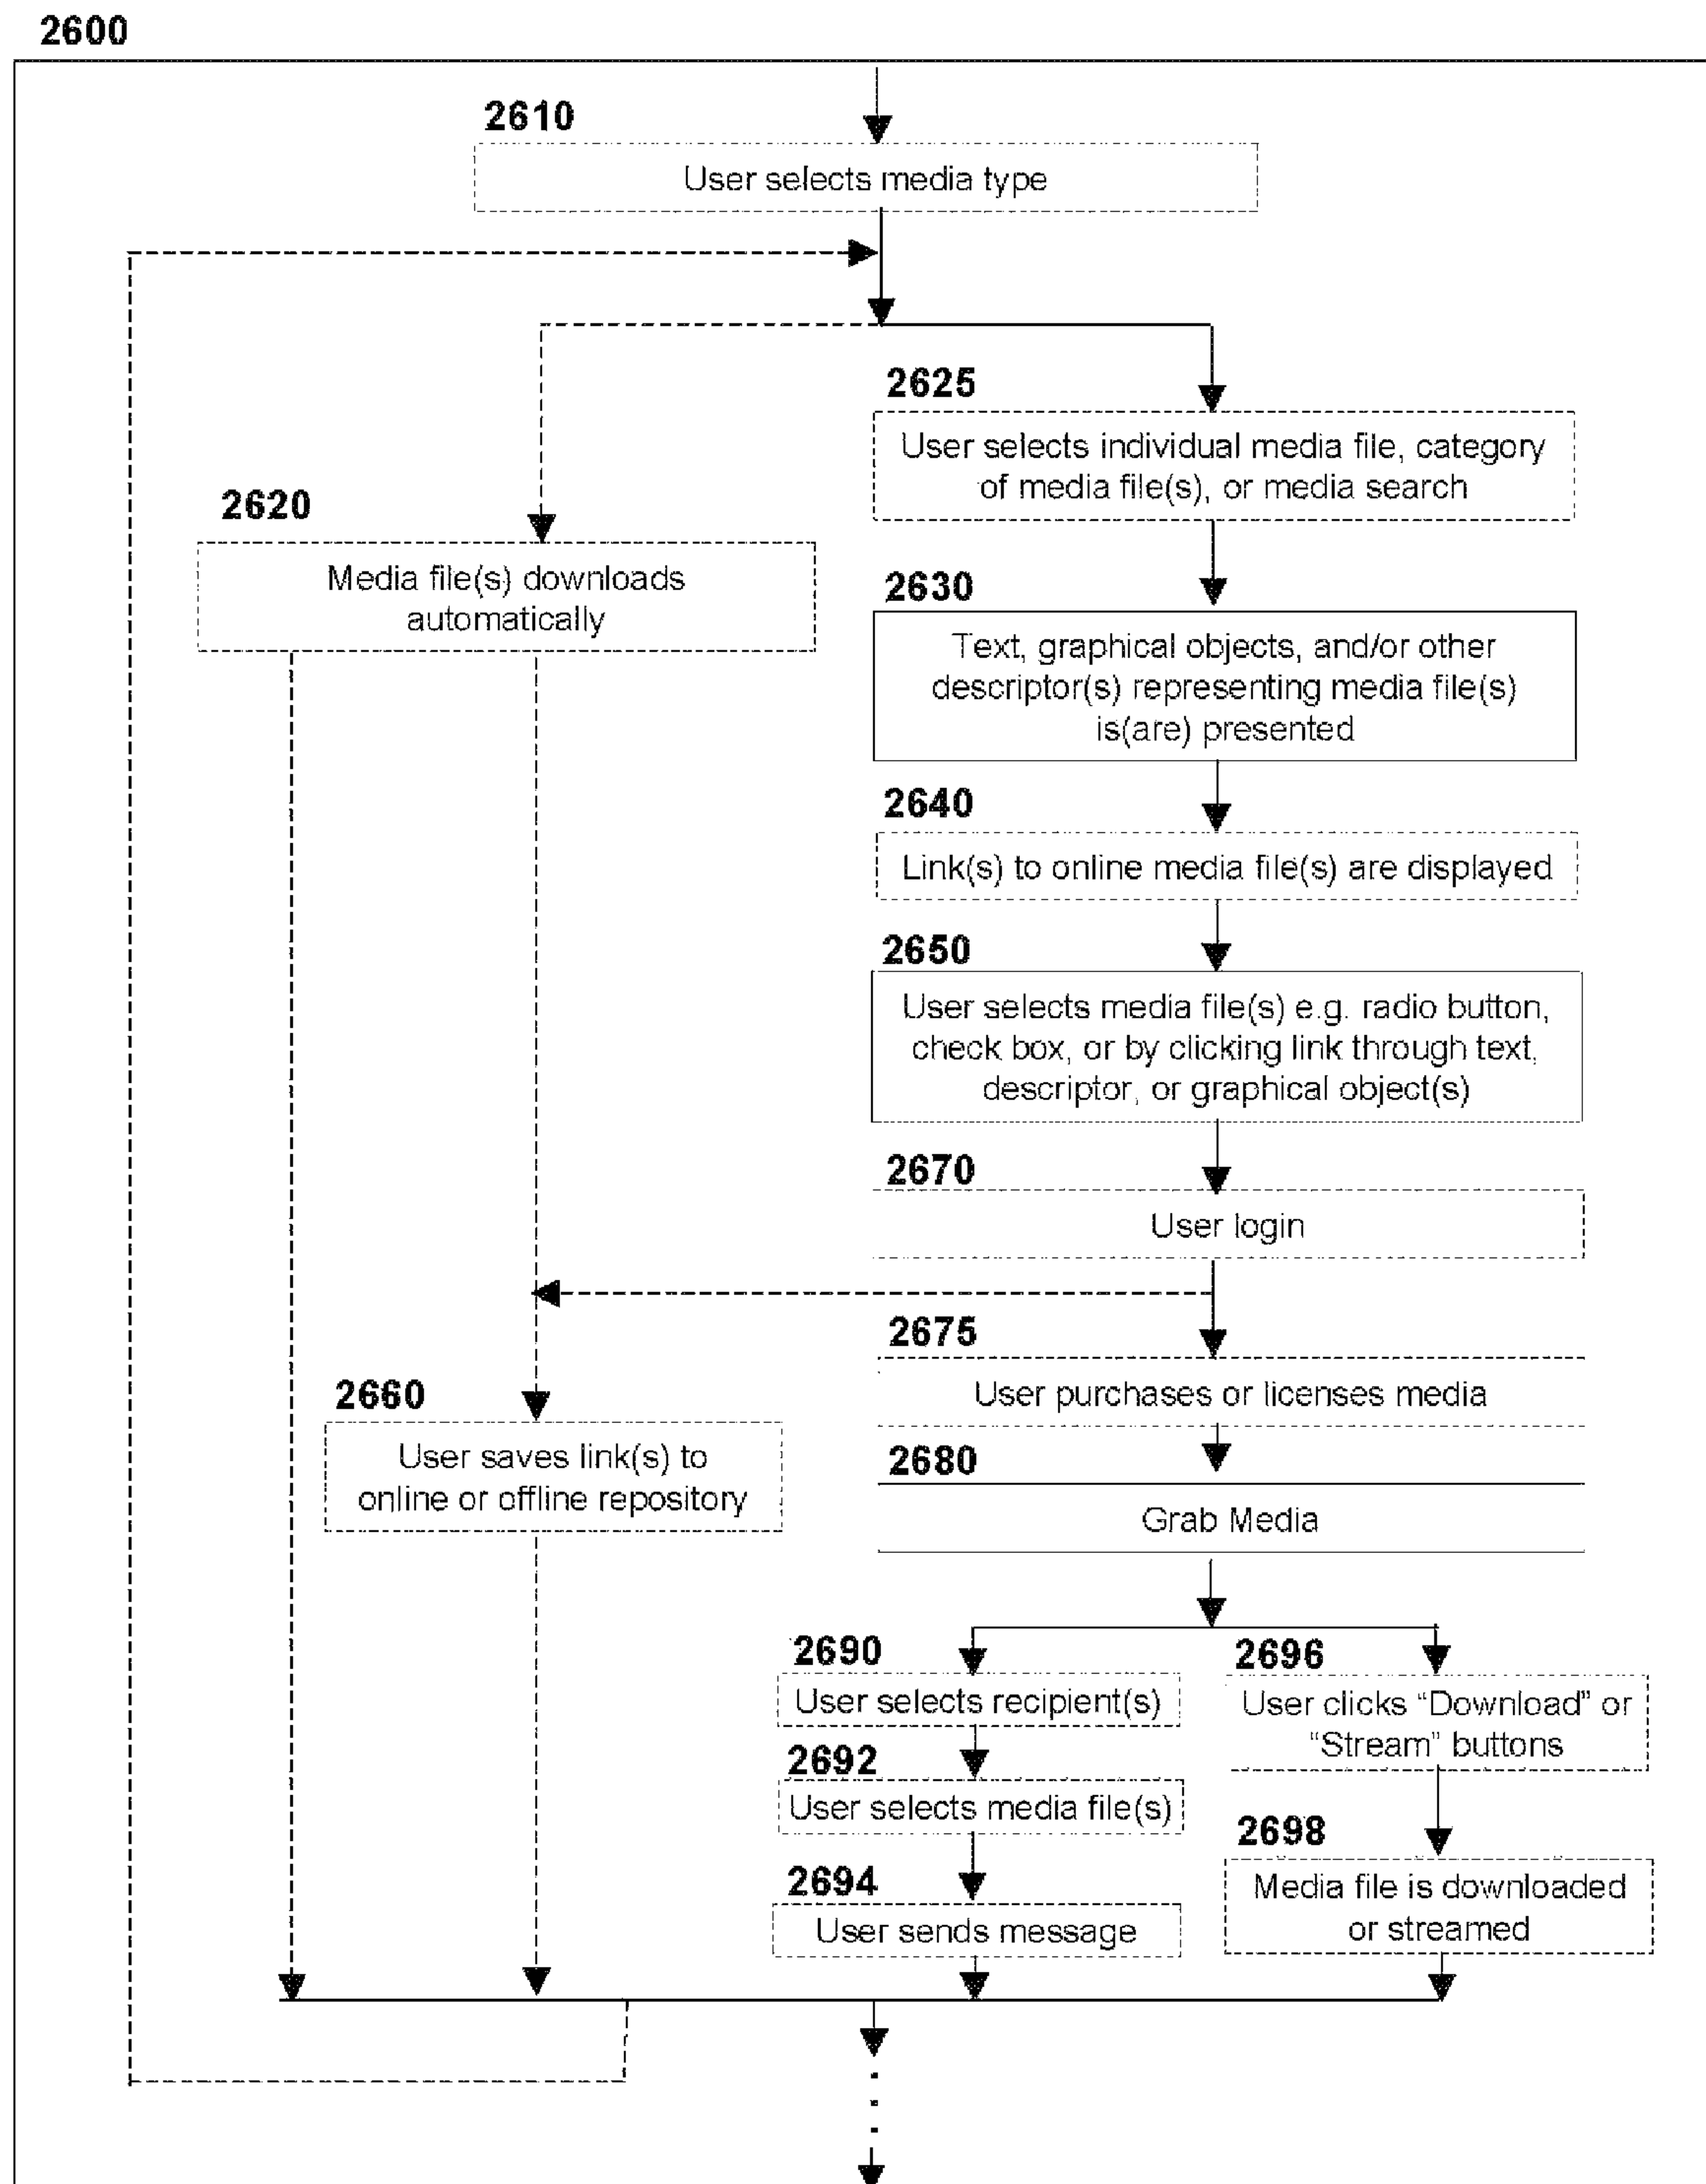 2600
2610
User selects media type
2625
User selects individual media file, category
of media file(s), or media search
2620
Media file(s) downloads
automatically
2630
Text, graphical objects, and/or other
descriptor(s) representing media file(s)
is(are) presented
2640
Link(s) to online media file(s) are displayed
2650
User selects media file(s) e.g. radio button,
check box, or by clicking link through text,
descriptor, or graphical object(s)
2670
User login
2675
User purchases or licenses media
2660
User saves link(s) to
online or offline repository
2680
Grab Media
2690
User selects recipient(s)
2696
User clicks “Download” or
“Stream” buttons
2692
User selects media file(s)
2698
Media file is downloaded
or streamed
2694
User sends message